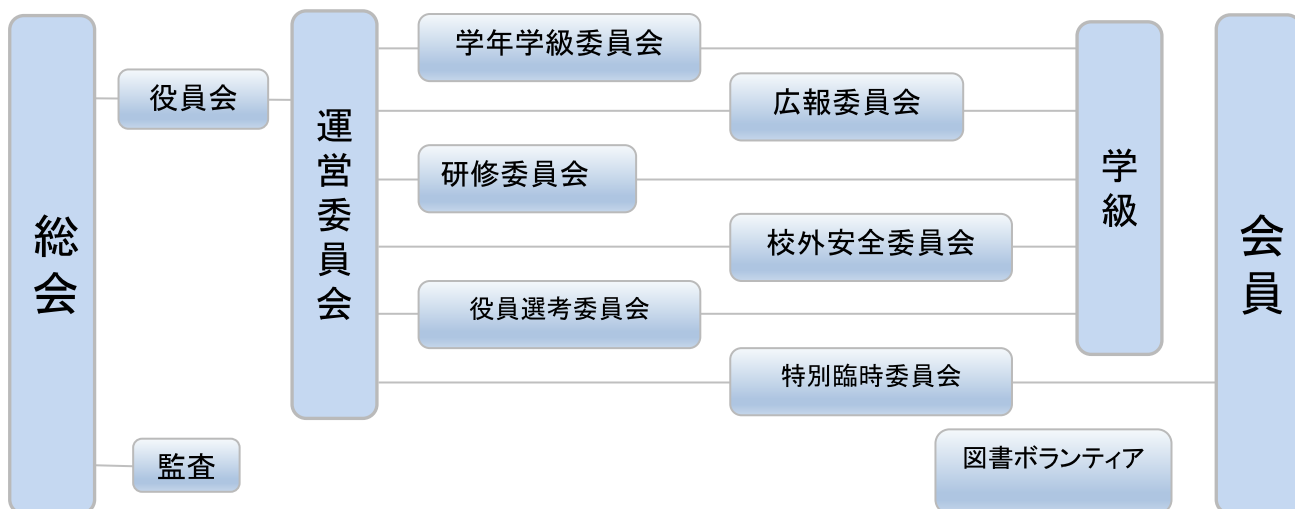 総会
役員会
監査
運営委員会
学年学級委員会
広報委員会
研修委員会
校外安全委員会
役員選考委員会
特別臨時委員会
図書ボランティア
学級
会員